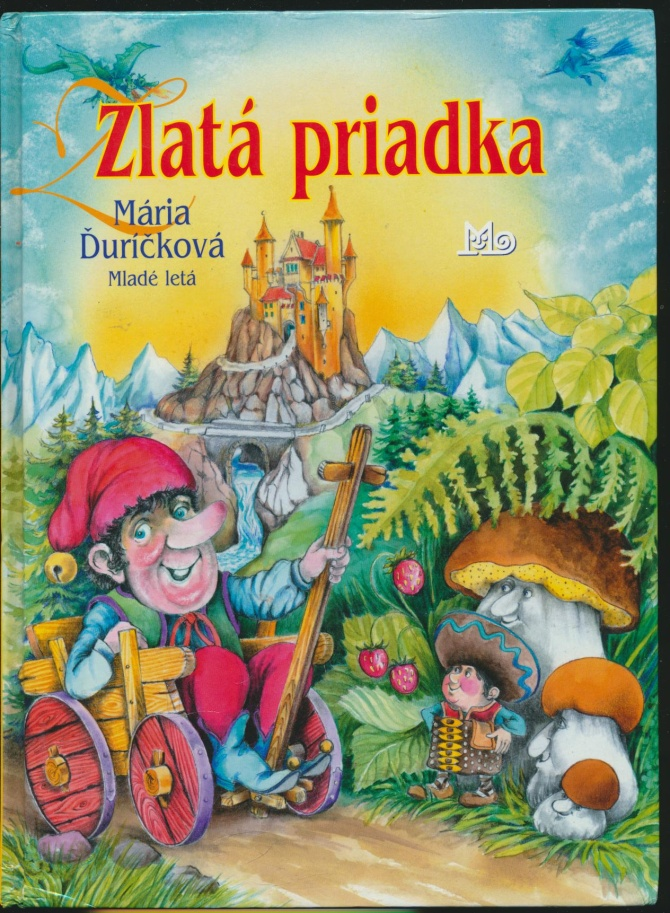 Zlatá priadka
Mária
Ďuríčková
Mladé letá